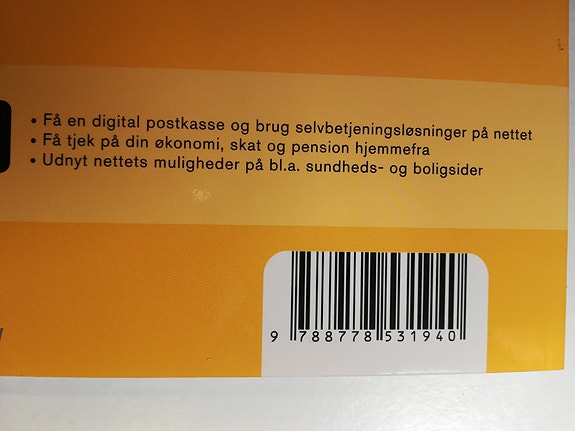 • Få en digital postkasse og brug selvbetjeningsløsninger på nettet
• Få tjek på din økonomi, skat og pension hjemmefra
• Udnyt nettets muligheder på bl.a. sundheds- og boligsider
9 788778 531940